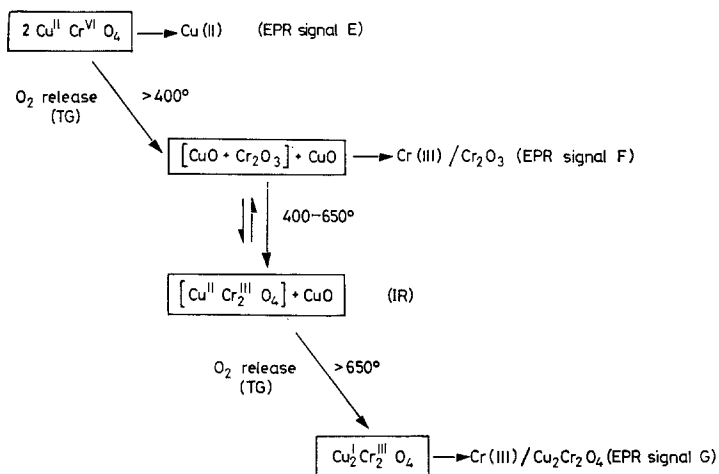 2 Cu^II Cr^VI O₄ → Cu (II) (EPR signal E)
O₂ release >400°
(TG)
[CuO + Cr₂O₃] + CuO → Cr (III) / Cr₂O₃ (EPR signal F)
400–650°
[Cu^II Cr₂^III O₄] + CuO (IR)
O₂ release >650°
(TG)
Cu₂^I Cr₂^III O₄ → Cr (III) / Cu₂Cr₂O₄ (EPR signal G)